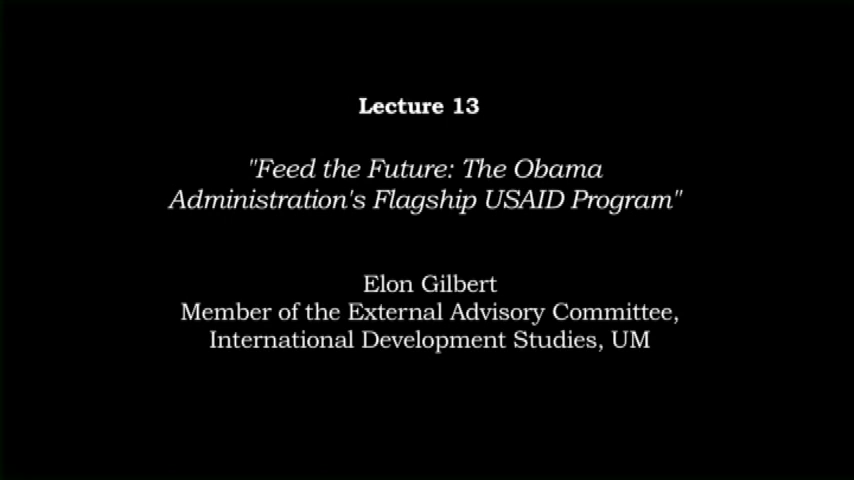 Lecture 13
"Feed the Future: The Obama
Administration's Flagship USAID Program"
Elon Gilbert
Member of the External Advisory Committee,
International Development Studies, UM